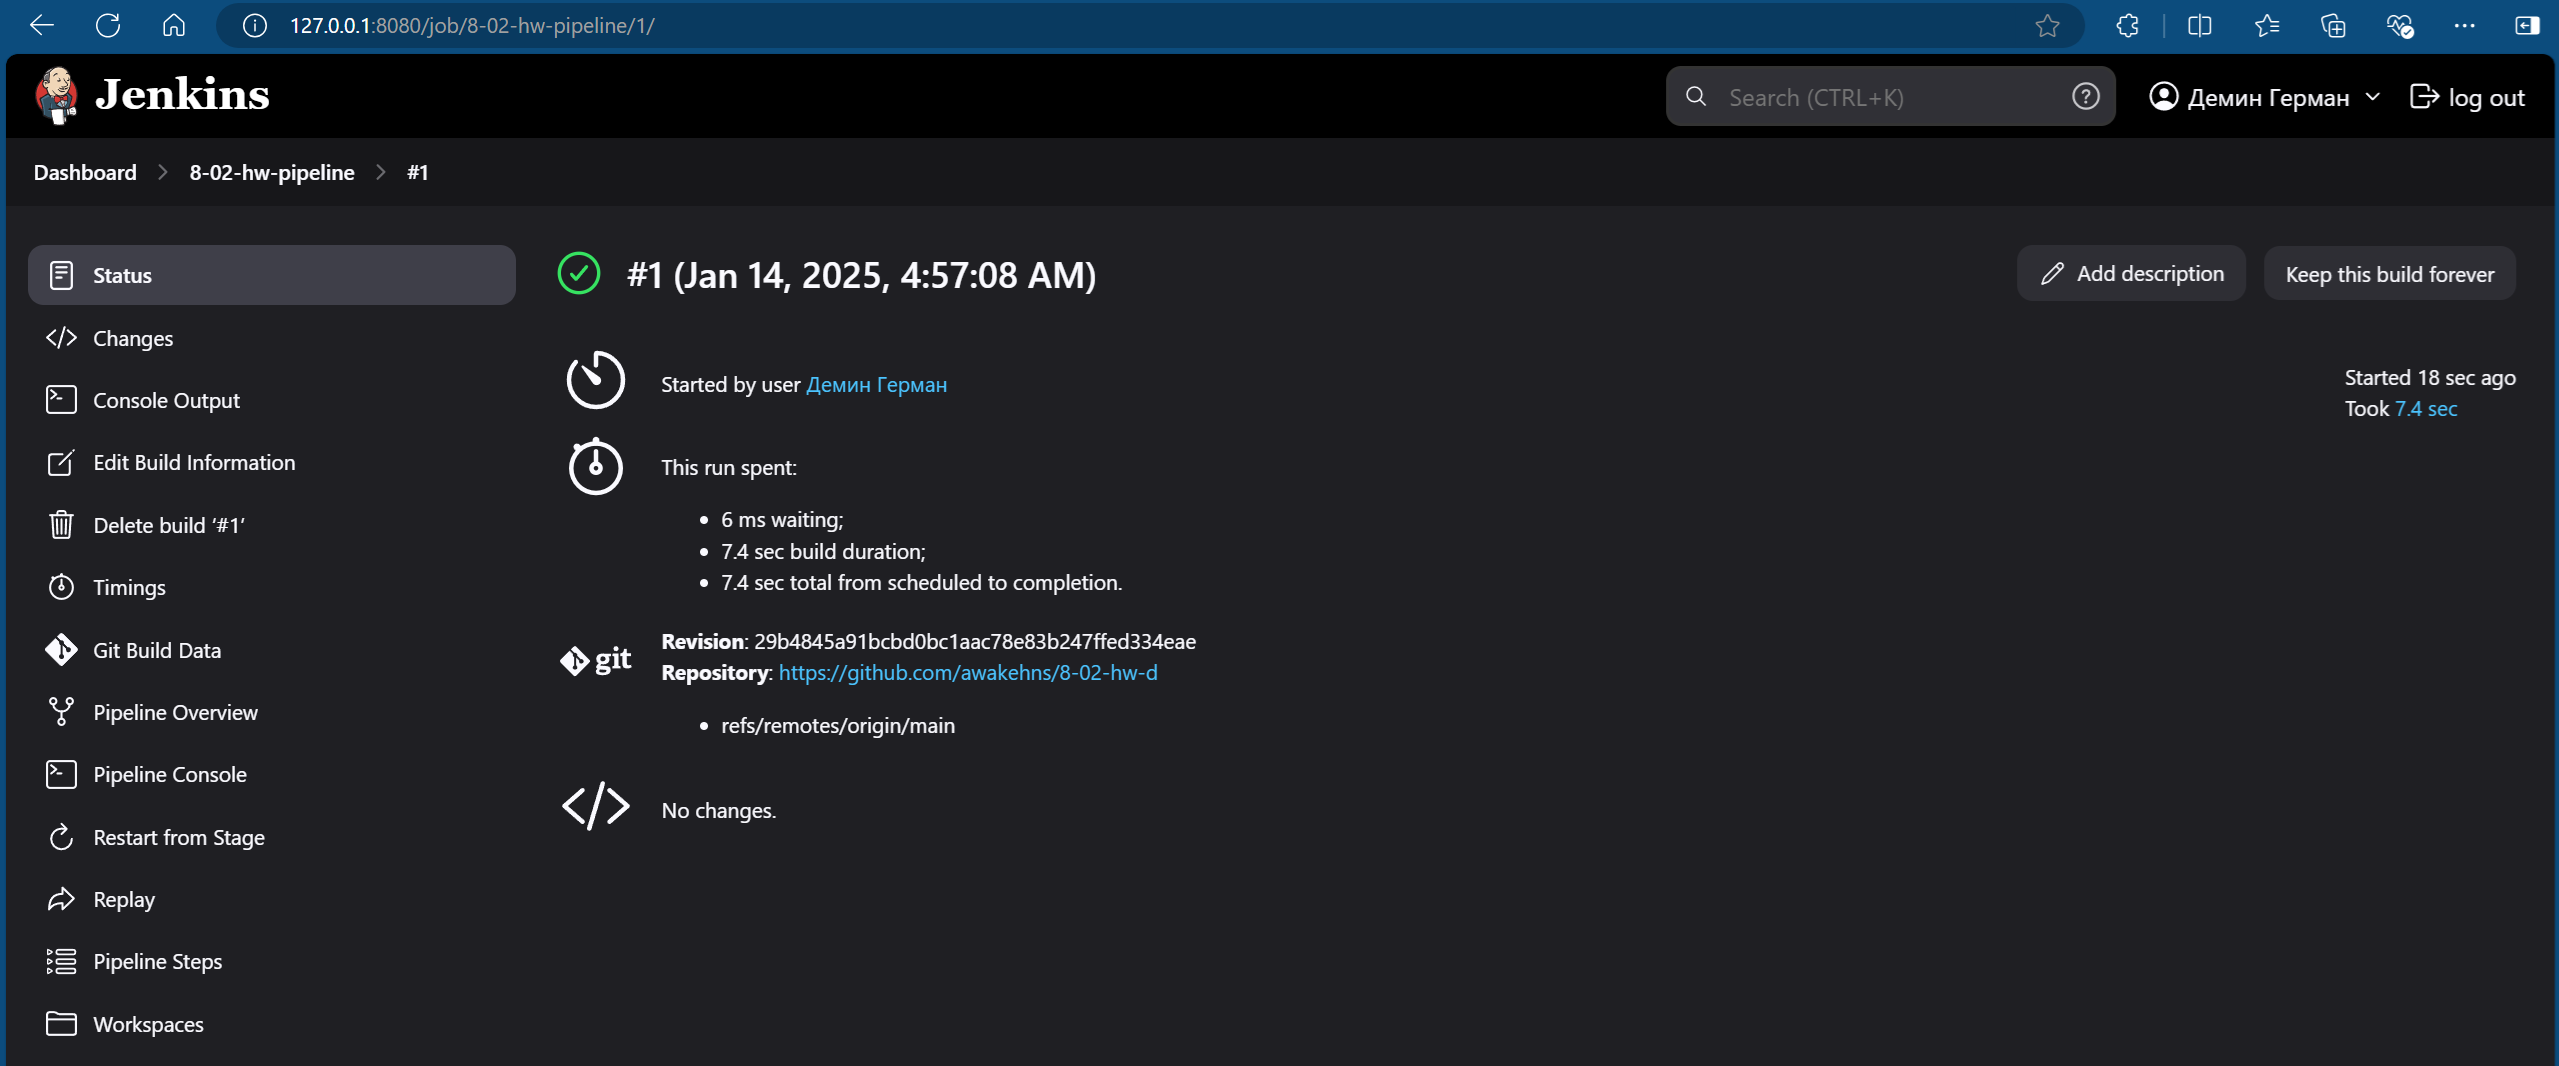 127.0.0.1:8080/job/8-02-hw-pipeline/1/
Jenkins
Search (CTRL+K)
Демин Герман
log out
Dashboard
8-02-hw-pipeline
#1
Status
Changes
Console Output
Edit Build Information
Delete build ‘#1’
Timings
Git Build Data
Pipeline Overview
Pipeline Console
Restart from Stage
Replay
Pipeline Steps
Workspaces
#1 (Jan 14, 2025, 4:57:08 AM)
Add description
Keep this build forever
Started by user Демин Герман
Started 18 sec ago
Took 7.4 sec
This run spent:
6 ms waiting;
7.4 sec build duration;
7.4 sec total from scheduled to completion.
git
Revision: 29b4845a91bcbd0bc1aac78e83b247ffed334eae
Repository: https://github.com/awakehns/8-02-hw-d
refs/remotes/origin/main
No changes.